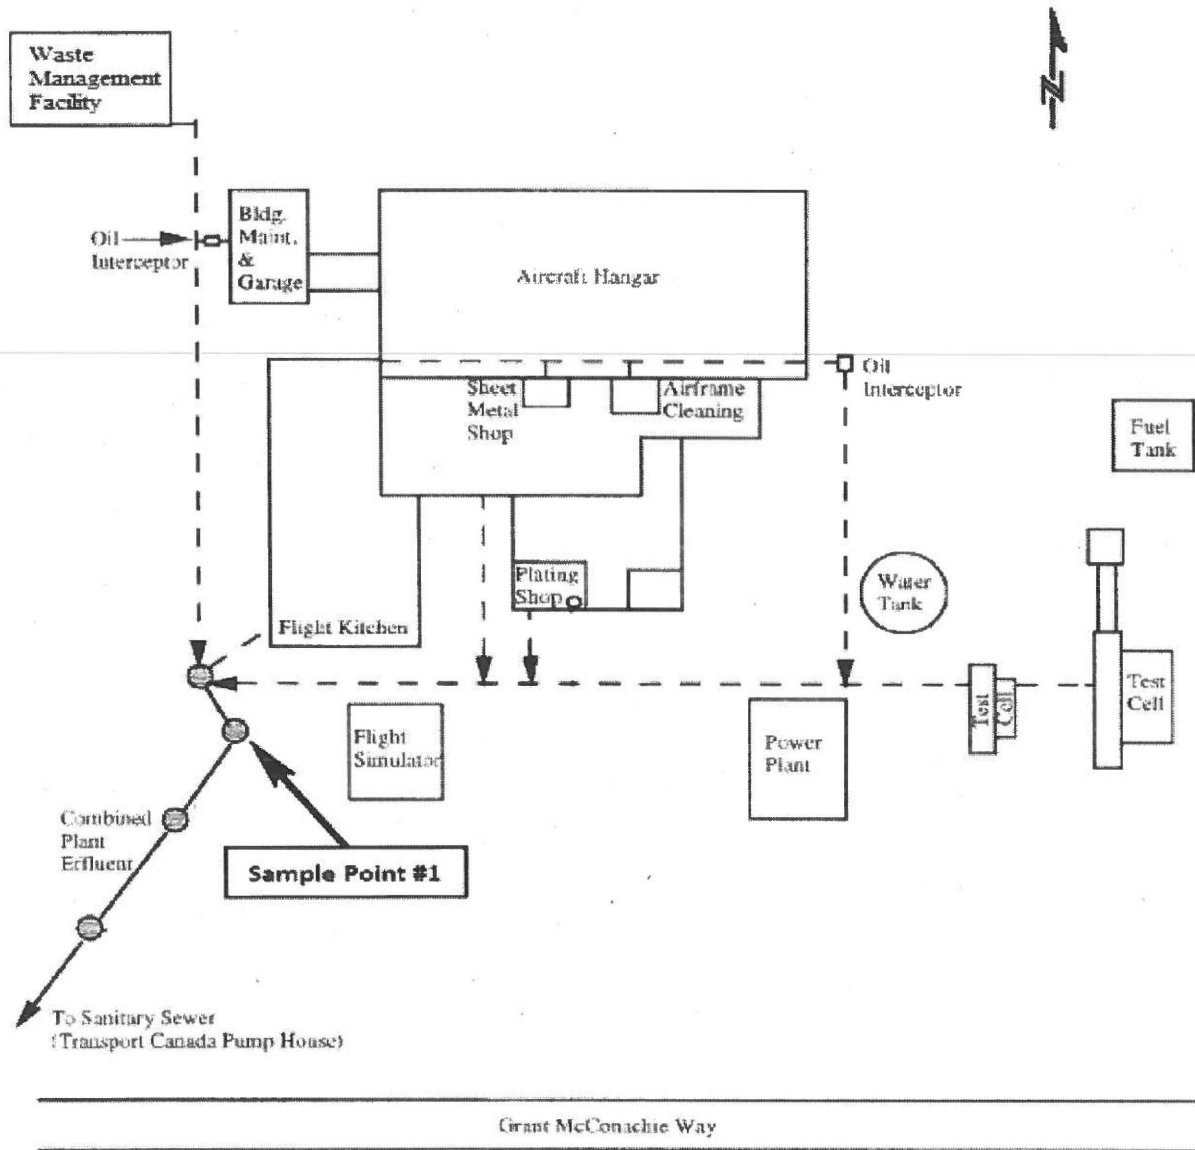 Waste
Management
Facility
N
Oil
Interceptor
Bldg.
Maint.
&
Garage
Aircraft Hangar
Sheet
Metal
Shop
Airframe
Cleaning
Oil
Interceptor
Fuel
Tank
Plating
Shop
Water
Tank
Flight Kitchen
Test
Cell
Test
Cell
Flight
Simulator
Power
Plant
Combined
Plant
Effluent
Sample Point #1
To Sanitary Sewer
(Transport Canada Pump House)
Grant McConachie Way